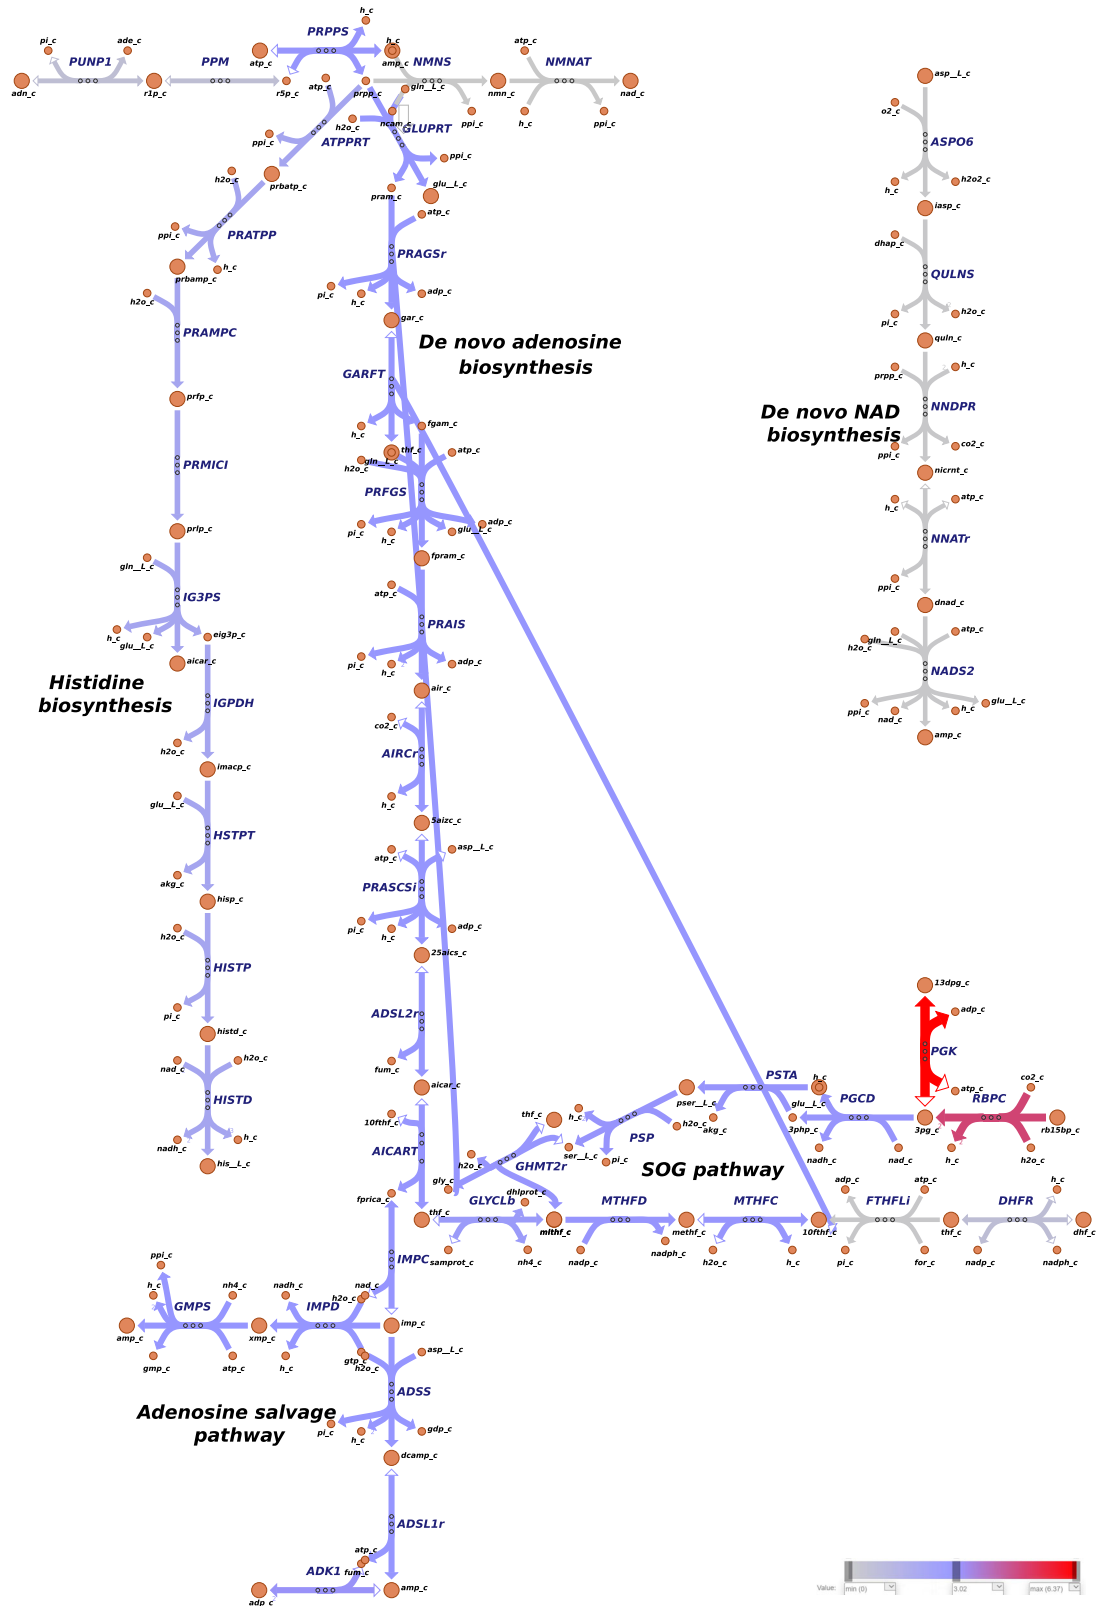 h_c
PRPPS
pi_c
ade_c
h_c
atp_c
PUNP1
PPM
atp_c
amp_c
NMNS
NMNAT
adn_c
r1p_c
r5p_c
atp_c
prpp_c
gln__L_c
nmn_c
nad_c
ppi_c
h2o_c
ncam_c
GLUPRT
ppi_c
h_c
ppi_c
ATPPRT
ppi_c
h2o_c
prbatp_c
glu__L_c
pram_c
atp_c
ppi_c
PRATPP
h_c
prbamp_c
PRAGSr
pi_c
h_c
adp_c
h2o_c
gar_c
PRAMPC
De novo adenosine
biosynthesis
GARFT
prfp_c
h_c
fgam_c
thf_c
gln__L_c
h2o_c
atp_c
PRMICI
PRFGS
prlp_c
pi_c
h_c
glu__L_c
adp_c
fpram_c
gln__L_c
atp_c
IG3PS
PRAIS
h_c
glu__L_c
eig3p_c
pi_c
h_c
adp_c
aicar_c
Histidine
biosynthesis
IGPDH
air_c
co2_c
h2o_c
AIRCr
imacp_c
h_c
glu__L_c
5aizc_c
HSTPT
atp_c
asp__L_c
akg_c
PRASCSi
hisp_c
pi_c
h_c
adp_c
h2o_c
25aics_c
HISTP
pi_c
ADSL2r
histd_c
nad_c
h2o_c
fum_c
HISTD
aicar_c
nadh_c
h_c
10fthf_c
his__L_c
AICART
fprica_c
thf_c
asp__L_c
o2_c
ASPO6
h_c
h2o2_c
iasp_c
dhap_c
QULNS
pi_c
h2o_c
quln_c
prpp_c
h_c
NNDPR
De novo NAD
biosynthesis
ppi_c
co2_c
nicrnt_c
h_c
atp_c
NNATr
ppi_c
dnad_c
gln__L_c
h2o_c
atp_c
NADS2
ppi_c
nad_c
h_c
glu__L_c
amp_c
13dpg_c
adp_c
PGK
atp_c
co2_c
RBPC
3pg_c
h_c
h2o_c
rb15bp_c
PSTA
h_c
glu__L_c
PGCD
pser__L_c
akg_c
3php_c
nadh_c
nad_c
thf_c
h_c
PSP
h2o_c
ser__L_c
pi_c
GHMT2r
h2o_c
gly_c
SOG pathway
GLYCLb
dhlprot_c
MTHFD
MTHFC
adp_c
FTHFLi
atp_c
DHFR
h_c
mlthf_c
methf_c
10fthf_c
thf_c
dhf_c
samprot_c
nh4_c
nadp_c
nadph_c
h2o_c
h_c
pi_c
for_c
nadp_c
nadph_c
ppi_c
IMPC
h_c
nh4_c
nadh_c
nad_c
h2o_c
GMPS
IMPD
amp_c
xmp_c
imp_c
gmp_c
atp_c
h_c
gtp_c
h2o_c
asp__L_c
ADSS
Adenosine salvage
pathway
pi_c
h_c
gdp_c
dcamp_c
ADSL1r
atp_c
ADK1
fum_c
adp_c
amp_c
Value:
min (0)
3.02
max (6.37)